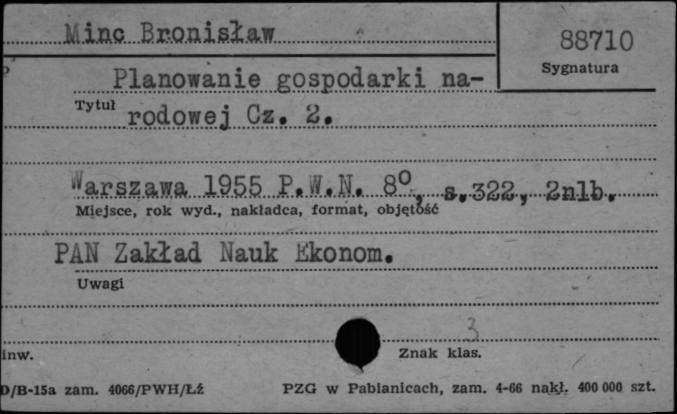 Minc Bronisław
88710
Sygnatura
Planowanie gospodarki na-
Tytuł
rodowej Cz. 2.
Warszawa 1955 P.W.N. 8⁰, s.322, 2nlb.
Miejsce, rok wyd., nakładca, format, objętość
PAN Zakład Nauk Ekonom.
Uwagi
3
inw.
Znak klas.
D/B-15a zam. 4066/PWH/Łź
PZG w Pabianicach, zam. 4-66 nakł. 400 000 szt.